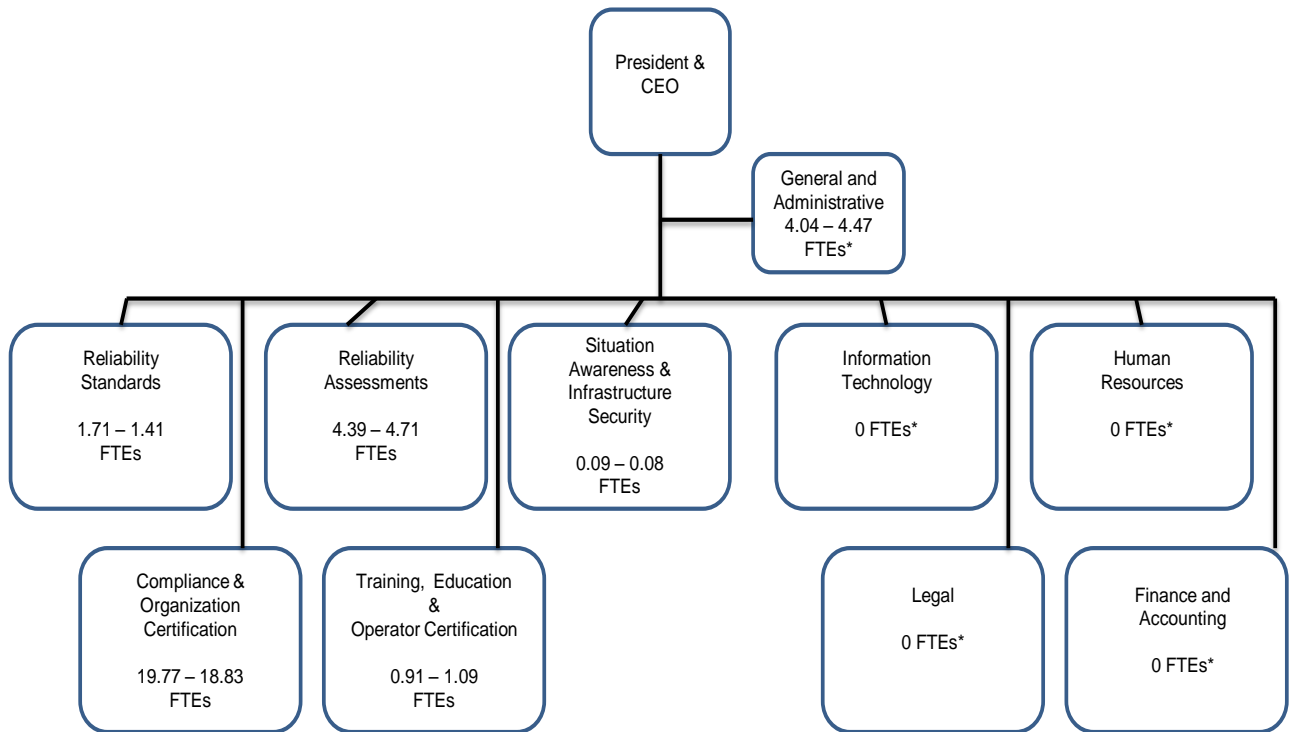 President &
CEO
General and
Administrative
4.04 – 4.47
FTEs*
Reliability
Standards
1.71 – 1.41
FTEs
Reliability
Assessments
4.39 – 4.71
FTEs
Situation
Awareness &
Infrastructure
Security
0.09 – 0.08
FTEs
Information
Technology
0 FTEs*
Human
Resources
0 FTEs*
Compliance &
Organization
Certification
19.77 – 18.83
FTEs
Training, Education
&
Operator Certification
0.91 – 1.09
FTEs
Legal
0 FTEs*
Finance and
Accounting
0 FTEs*